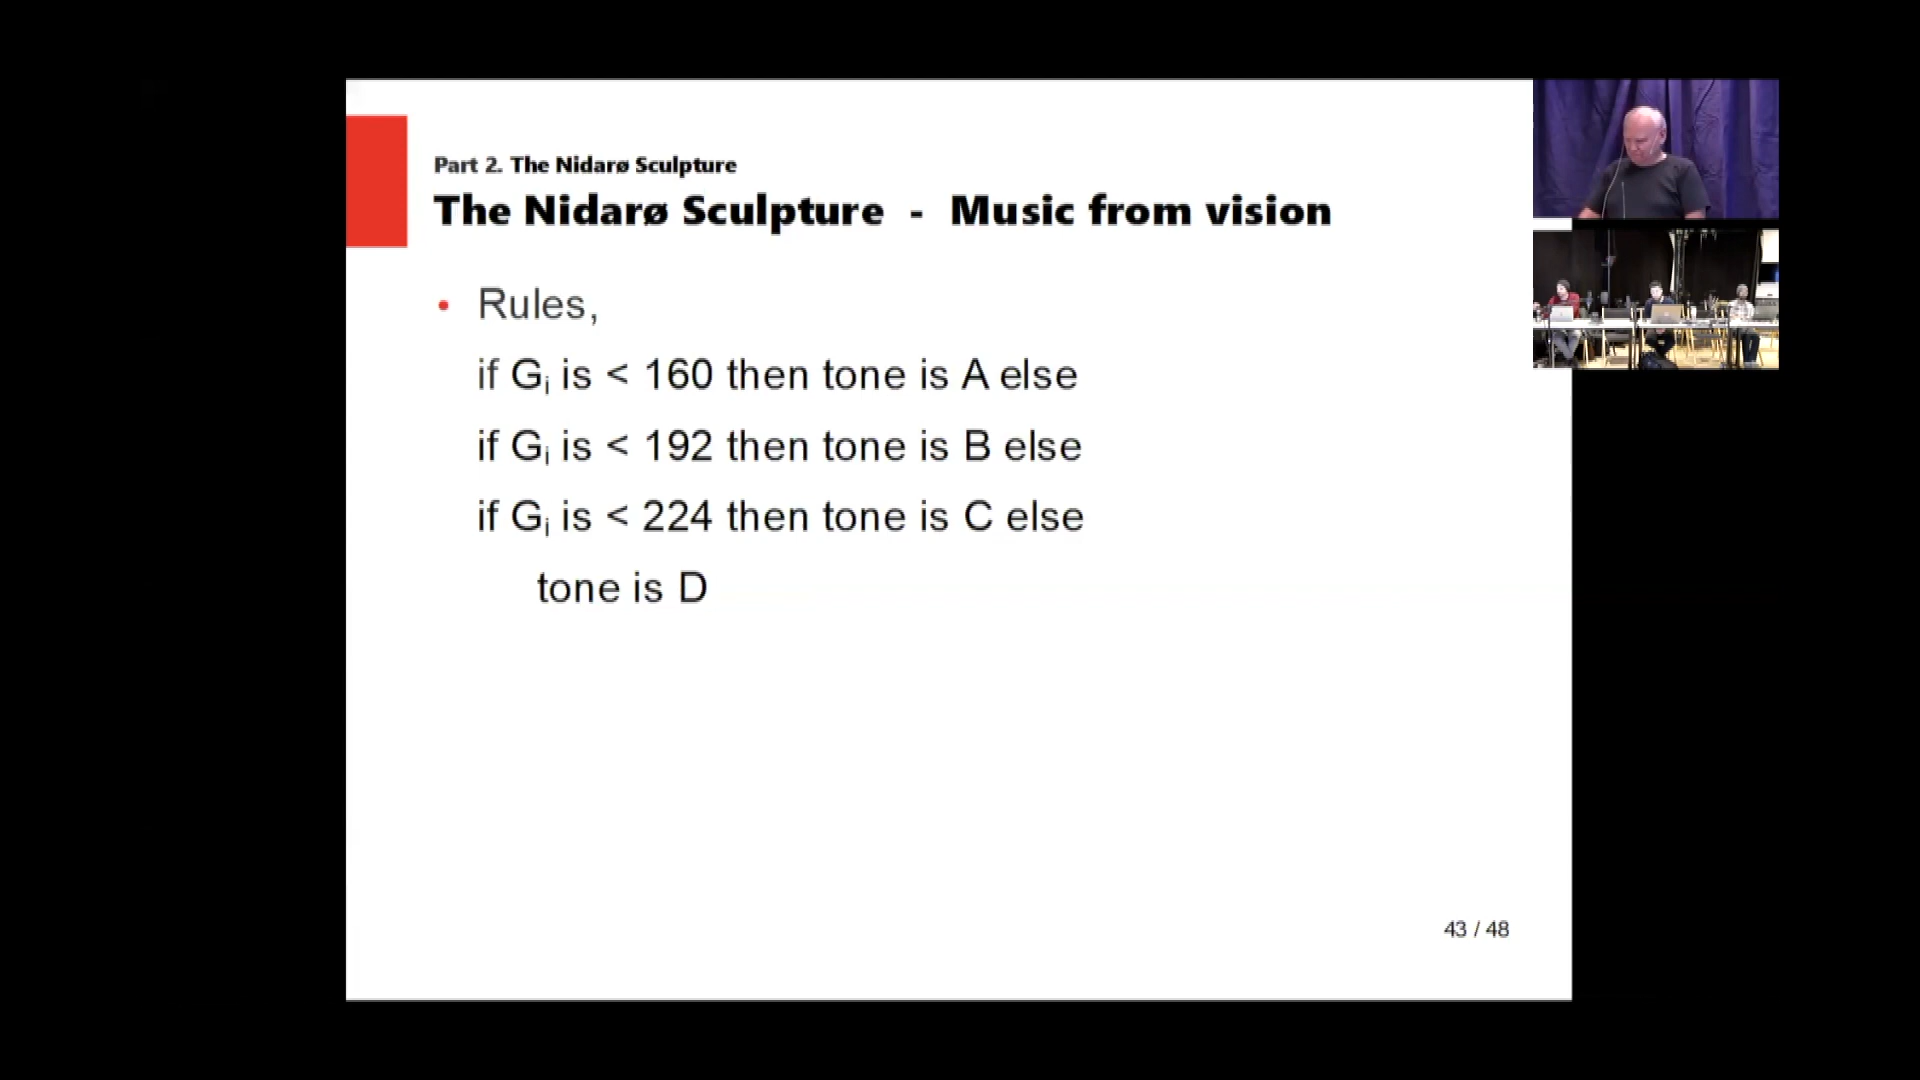 Part 2. The Nidarø Sculpture
The Nidarø Sculpture - Music from vision
• Rules,
if Gᵢ is < 160 then tone is A else
if Gᵢ is < 192 then tone is B else
if Gᵢ is < 224 then tone is C else
tone is D
43 / 48